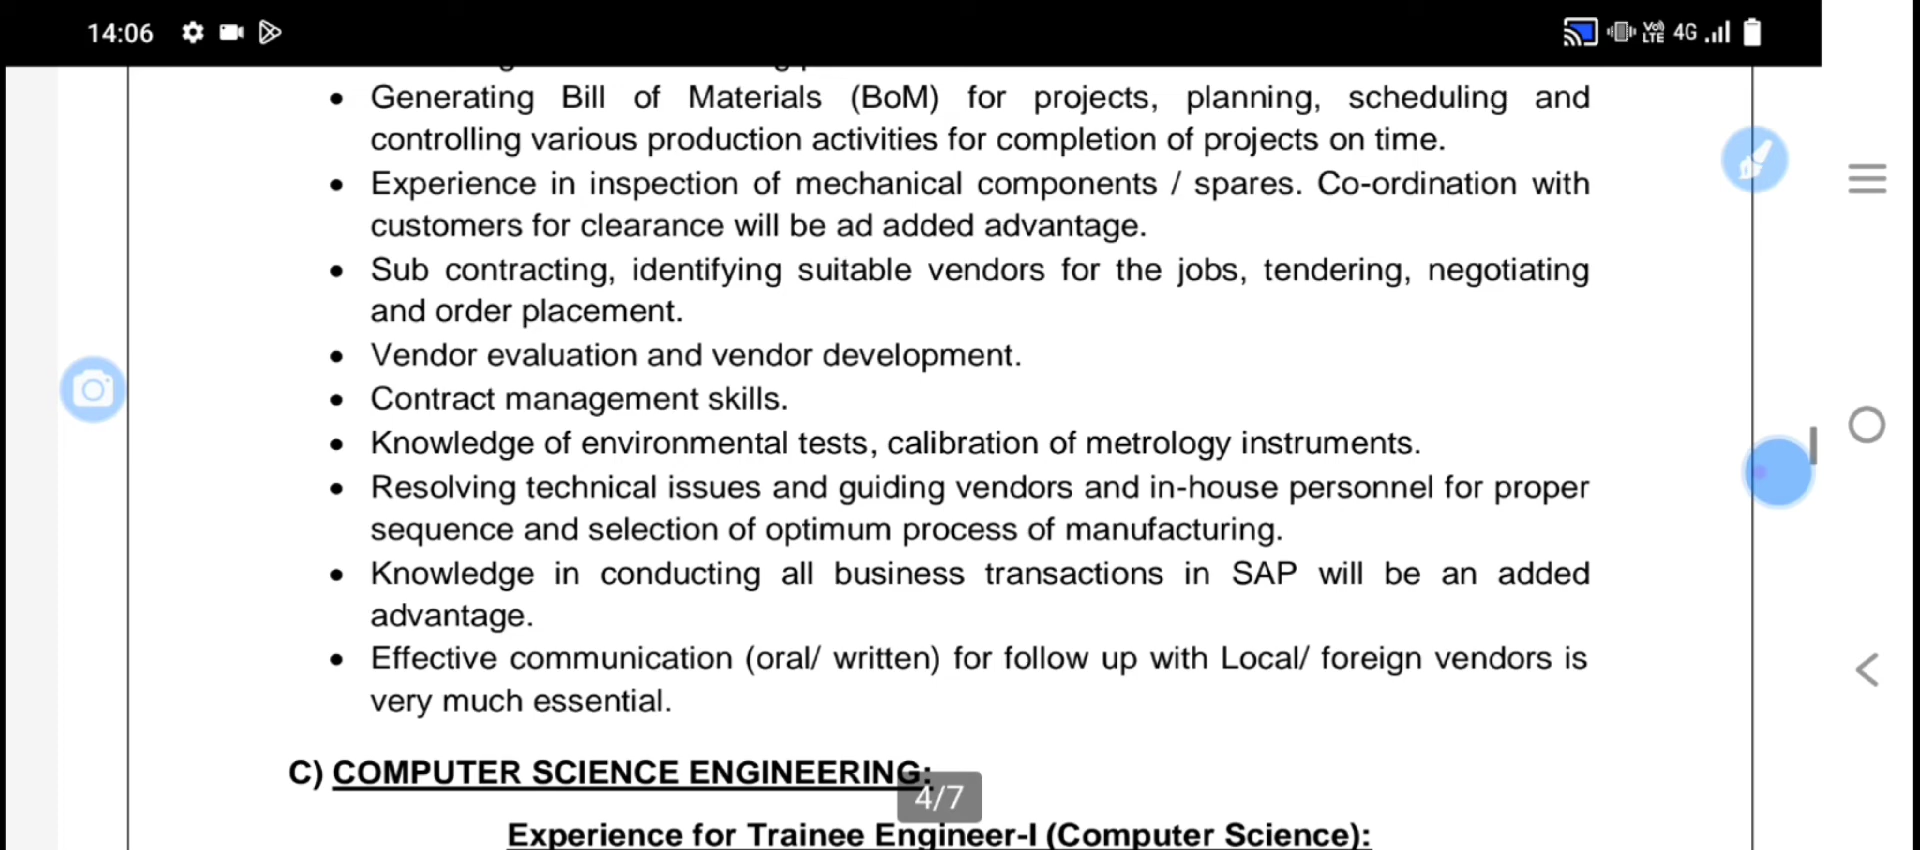 14:06
Vo) LTE 4G
• Generating Bill of Materials (BoM) for projects, planning, scheduling and
controlling various production activities for completion of projects on time.
• Experience in inspection of mechanical components / spares. Co-ordination with
customers for clearance will be ad added advantage.
• Sub contracting, identifying suitable vendors for the jobs, tendering, negotiating
and order placement.
• Vendor evaluation and vendor development.
• Contract management skills.
• Knowledge of environmental tests, calibration of metrology instruments.
• Resolving technical issues and guiding vendors and in-house personnel for proper
sequence and selection of optimum process of manufacturing.
• Knowledge in conducting all business transactions in SAP will be an added
advantage.
• Effective communication (oral/ written) for follow up with Local/ foreign vendors is
very much essential.
C) COMPUTER SCIENCE ENGINEERING:
4/7
Experience for Trainee Engineer-I (Computer Science):